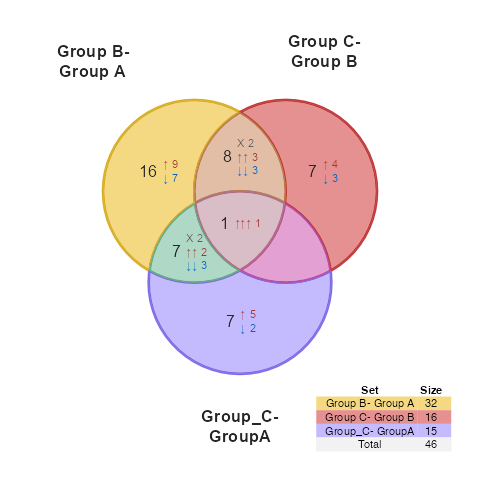 Group B-
Group A
Group C-
Group B
16 ↑ 9
↓ 7
X 2
8 ↑↑ 3
↓↓ 3
7 ↑ 4
↓ 3
1 ↑↑↑ 1
X 2
7 ↑↑ 2
↓↓ 3
7 ↑ 5
↓ 2
Group_C-
GroupA
Set Size
Group B- Group A 32
Group C- Group B 16
Group_C- GroupA 15
Total 46